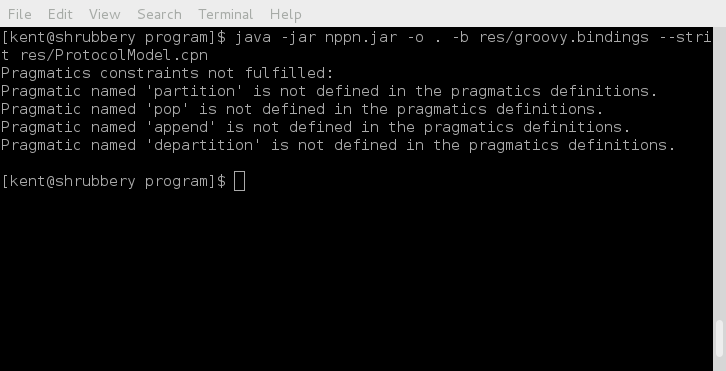 File Edit View Search Terminal Help
[kent@shrubbery program]$ java -jar nppn.jar -o . -b res/groovy.bindings --stri
t res/ProtocolModel.cpn
Pragmatics constraints not fulfilled:
Pragmatic named 'partition' is not defined in the pragmatics definitions.
Pragmatic named 'pop' is not defined in the pragmatics definitions.
Pragmatic named 'append' is not defined in the pragmatics definitions.
Pragmatic named 'departition' is not defined in the pragmatics definitions.
[kent@shrubbery program]$